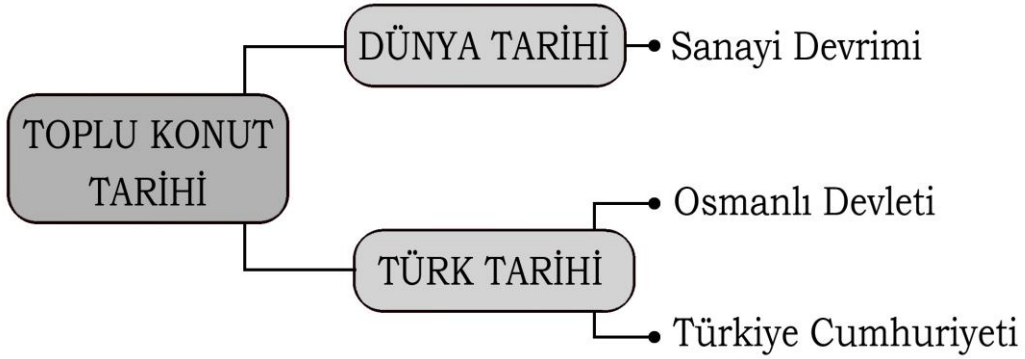 DÜNYA TARİHİ
Sanayi Devrimi
TOPLU KONUT
TARİHİ
Osmanlı Devleti
TÜRK TARİHİ
Türkiye Cumhuriyeti